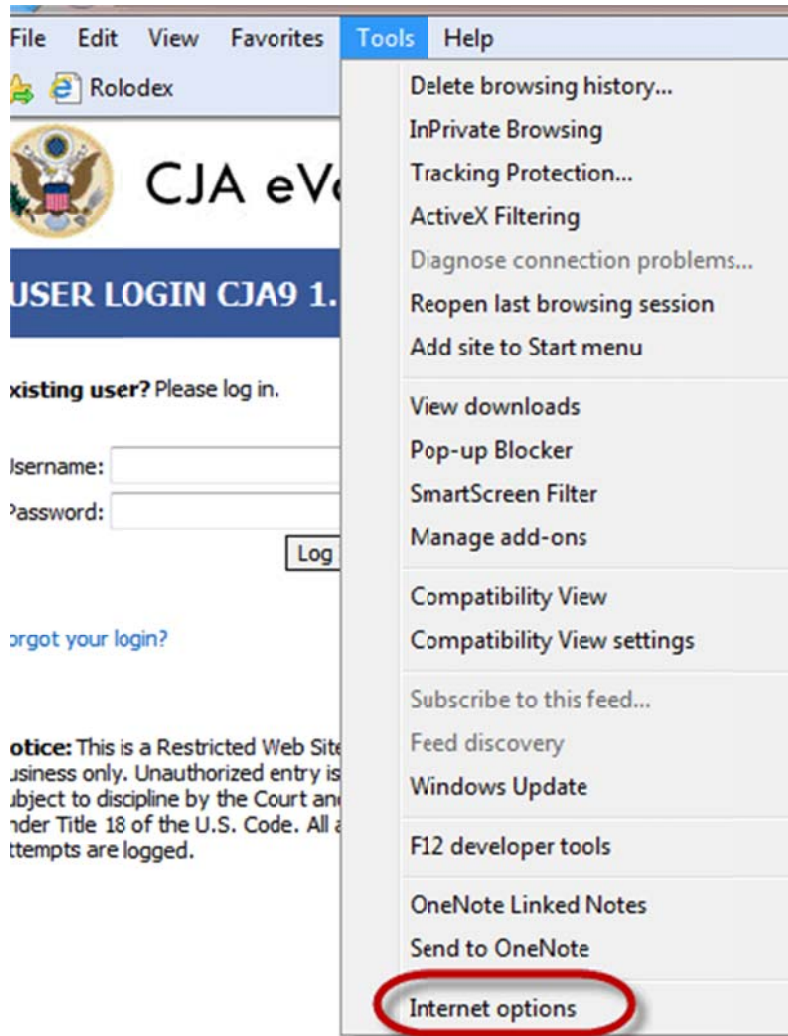 File Edit View Favorites Tools Help
Rolodex
CJA eVo
USER LOGIN CJA9 1.
xisting user? Please log in.
Username:
Password:
Log
orgot your login?
otice: This is a Restricted Web Site
usiness only. Unauthorized entry is
ubject to discipline by the Court and
nder Title 18 of the U.S. Code. All a
ttempts are logged.
Delete browsing history...
InPrivate Browsing
Tracking Protection...
ActiveX Filtering
Diagnose connection problems...
Reopen last browsing session
Add site to Start menu
View downloads
Pop-up Blocker
SmartScreen Filter
Manage add-ons
Compatibility View
Compatibility View settings
Subscribe to this feed...
Feed discovery
Windows Update
F12 developer tools
OneNote Linked Notes
Send to OneNote
Internet options